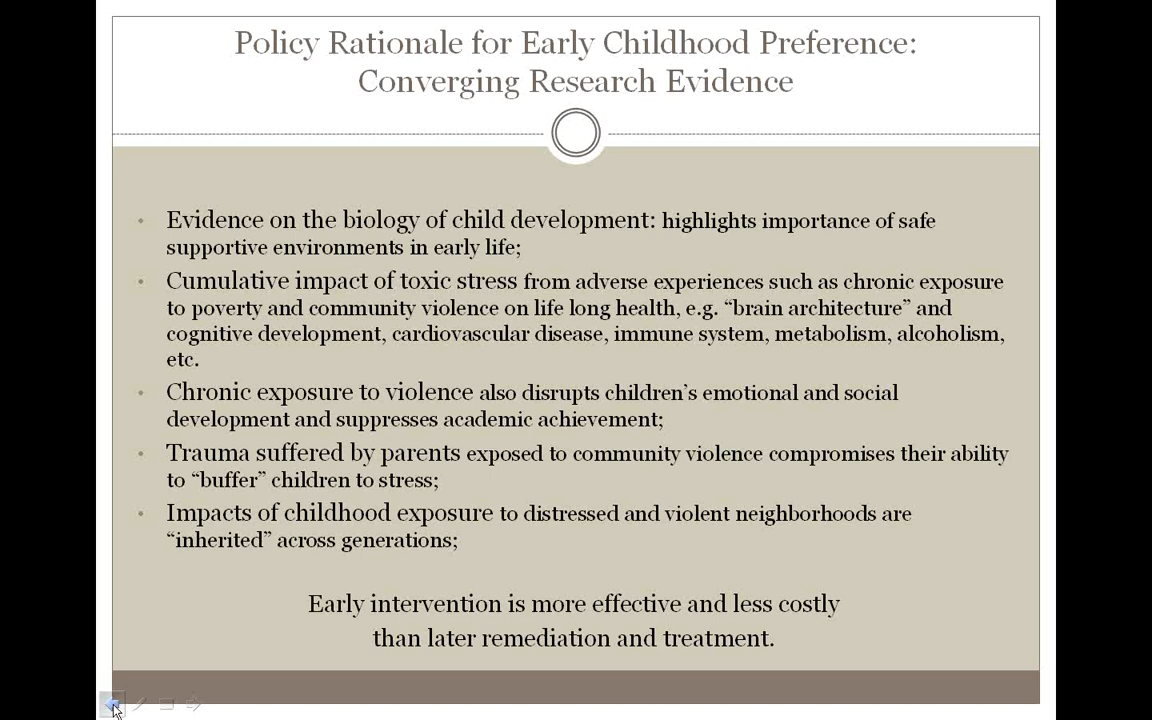 Policy Rationale for Early Childhood Preference:
Converging Research Evidence
• Evidence on the biology of child development: highlights importance of safe
supportive environments in early life;
• Cumulative impact of toxic stress from adverse experiences such as chronic exposure
to poverty and community violence on life long health, e.g. “brain architecture” and
cognitive development, cardiovascular disease, immune system, metabolism, alcoholism,
etc.
• Chronic exposure to violence also disrupts children’s emotional and social
development and suppresses academic achievement;
• Trauma suffered by parents exposed to community violence compromises their ability
to “buffer” children to stress;
• Impacts of childhood exposure to distressed and violent neighborhoods are
“inherited” across generations;
Early intervention is more effective and less costly
than later remediation and treatment.